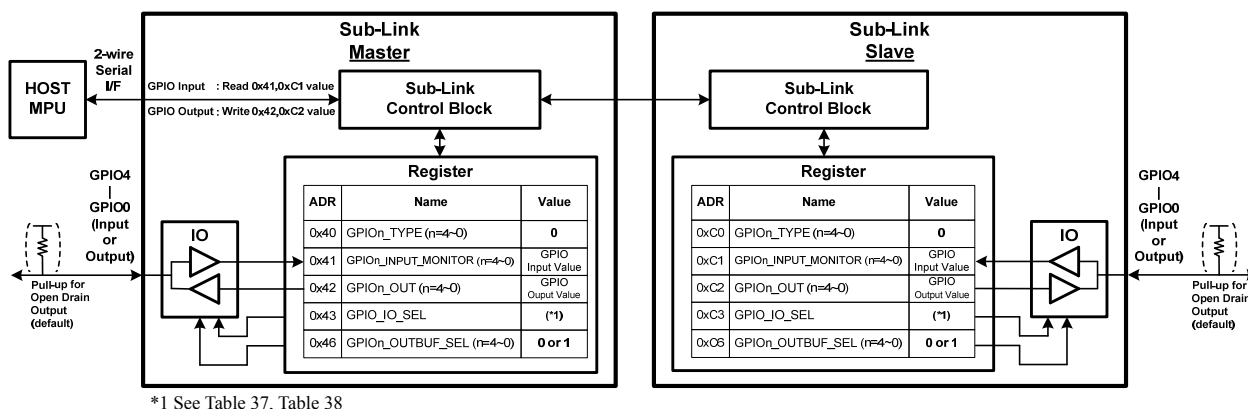 Sub-Link
Master
Sub-Link
Slave
HOST
MPU
2-wire
Serial
I/F
GPIO Input : Read 0x41,0xC1 value
GPIO Output : Write 0x42,0xC2 value
Sub-Link
Control Block
Sub-Link
Control Block
GPIO4
|
GPIO0
(Input
or
Output)
Pull-up for
Open Drain
Output
(default)
IO
Register
ADR Name Value
0x40 GPIOn_TYPE (n=4~0) 0
0x41 GPIOn_INPUT_MONITOR (n=4~0) GPIO
Input Value
0x42 GPIOn_OUT (n=4~0) GPIO
Ouput Value
0x43 GPIO_IO_SEL (*1)
0x46 GPIOn_OUTBUF_SEL (n=4~0) 0 or 1
Register
ADR Name Value
0xC0 GPIOn_TYPE (n=4~0) 0
0xC1 GPIOn_INPUT_MONITOR (n=4~0) GPIO
Input Value
0xC2 GPIOn_OUT (n=4~0) GPIO
Output Value
0xC3 GPIO_IO_SEL (*1)
0xC6 GPIOn_OUTBUF_SEL (n=4~0) 0 or 1
IO
GPIO4
|
GPIO0
(Input
or
Output)
Pull-up for
Open Drain
Output
(default)
*1 See Table 37, Table 38